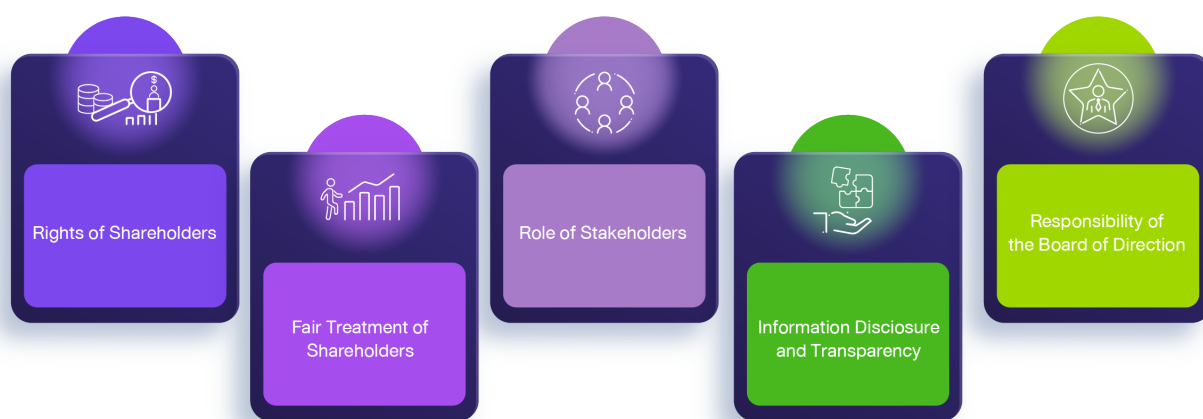 Rights of Shareholders
Fair Treatment of
Shareholders
Role of Stakeholders
Information Disclosure
and Transparency
Responsibility of
the Board of Direction
$